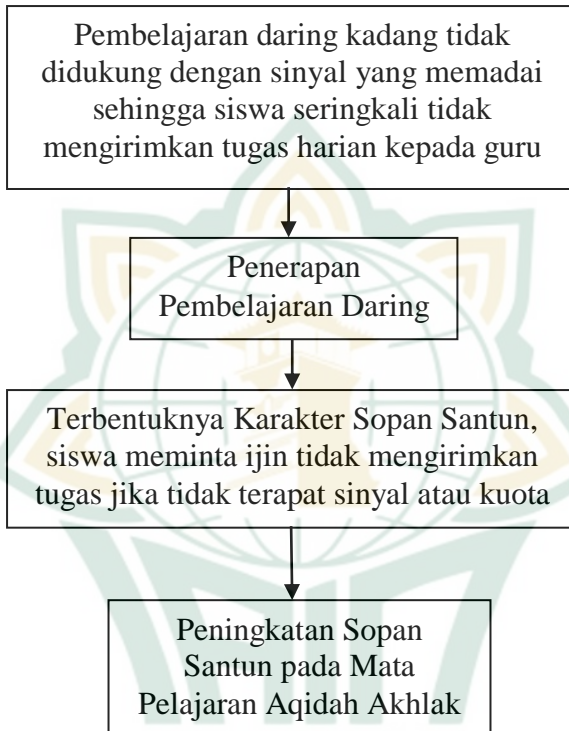 Pembelajaran daring kadang tidak
didukung dengan sinyal yang memadai
sehingga siswa seringkali tidak
mengirimkan tugas harian kepada guru
Penerapan
Pembelajaran Daring
Terbentuknya Karakter Sopan Santun,
siswa meminta ijin tidak mengirimkan
tugas jika tidak terapat sinyal atau kuota
Peningkatan Sopan
Santun pada Mata
Pelajaran Aqidah Akhlak